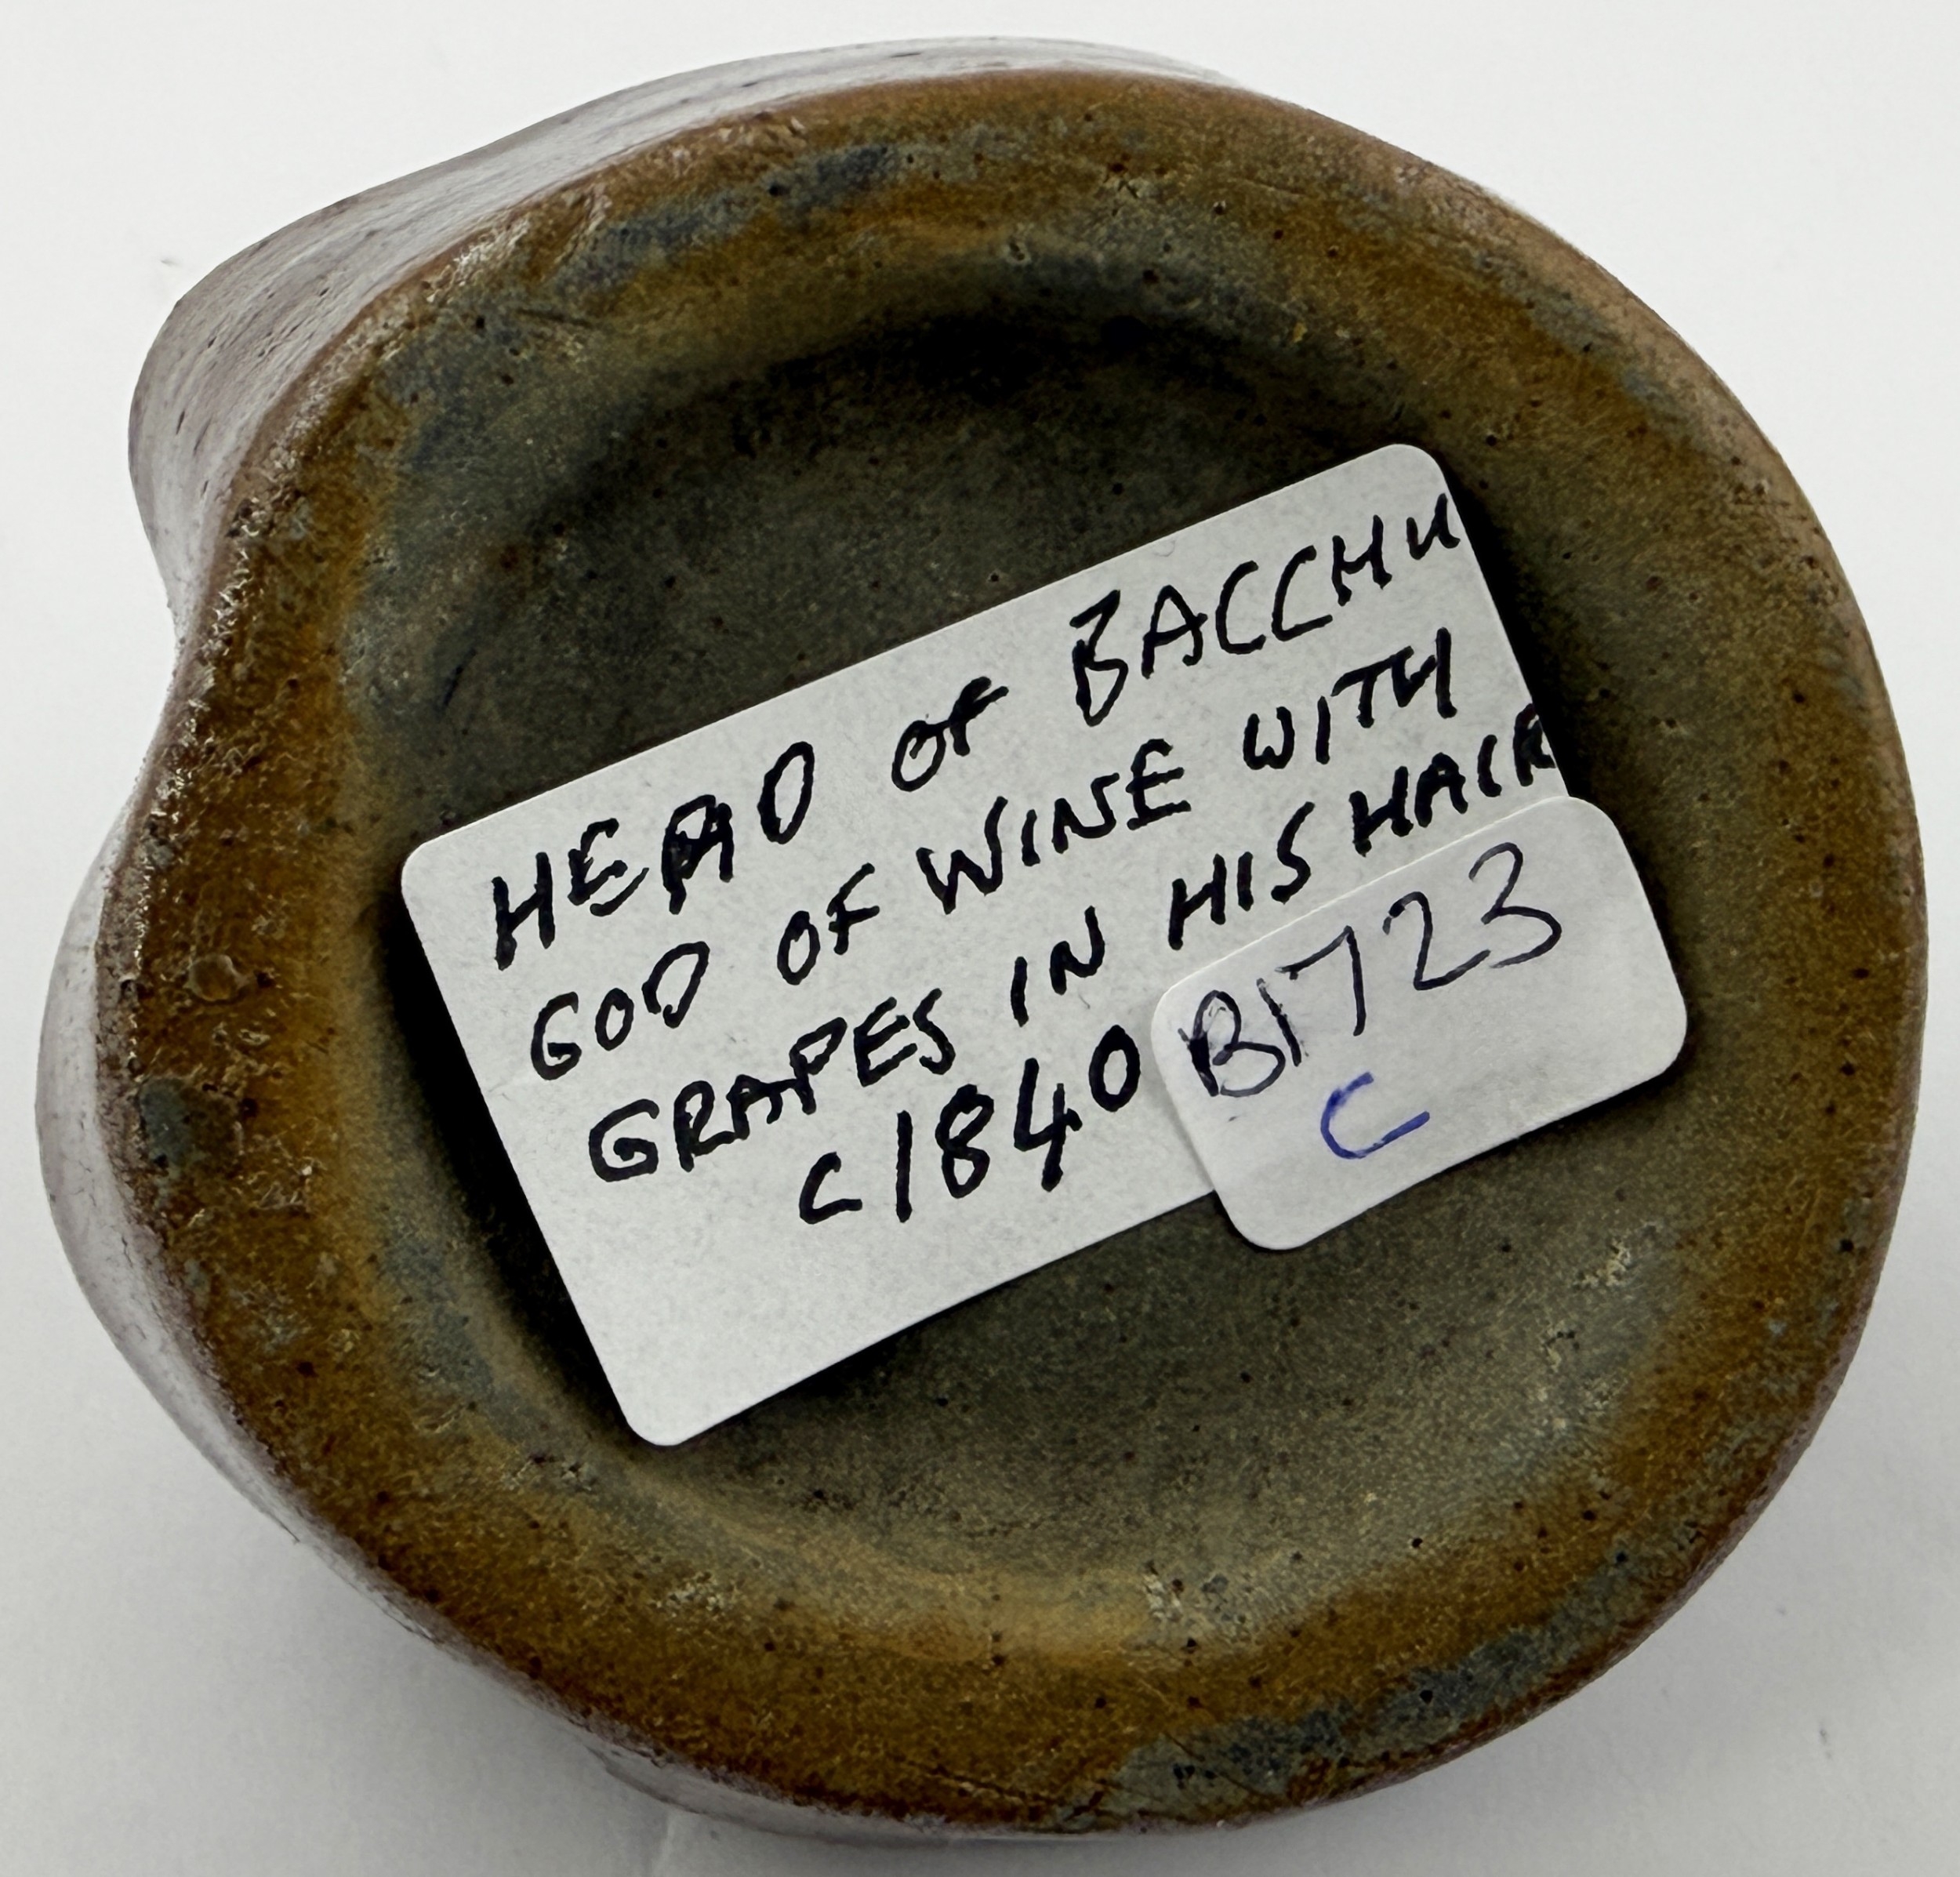 HEAD OF BACCHU
GOD OF WINE WITH
GRAPES IN HIS HAIR
C1840
B1723
C